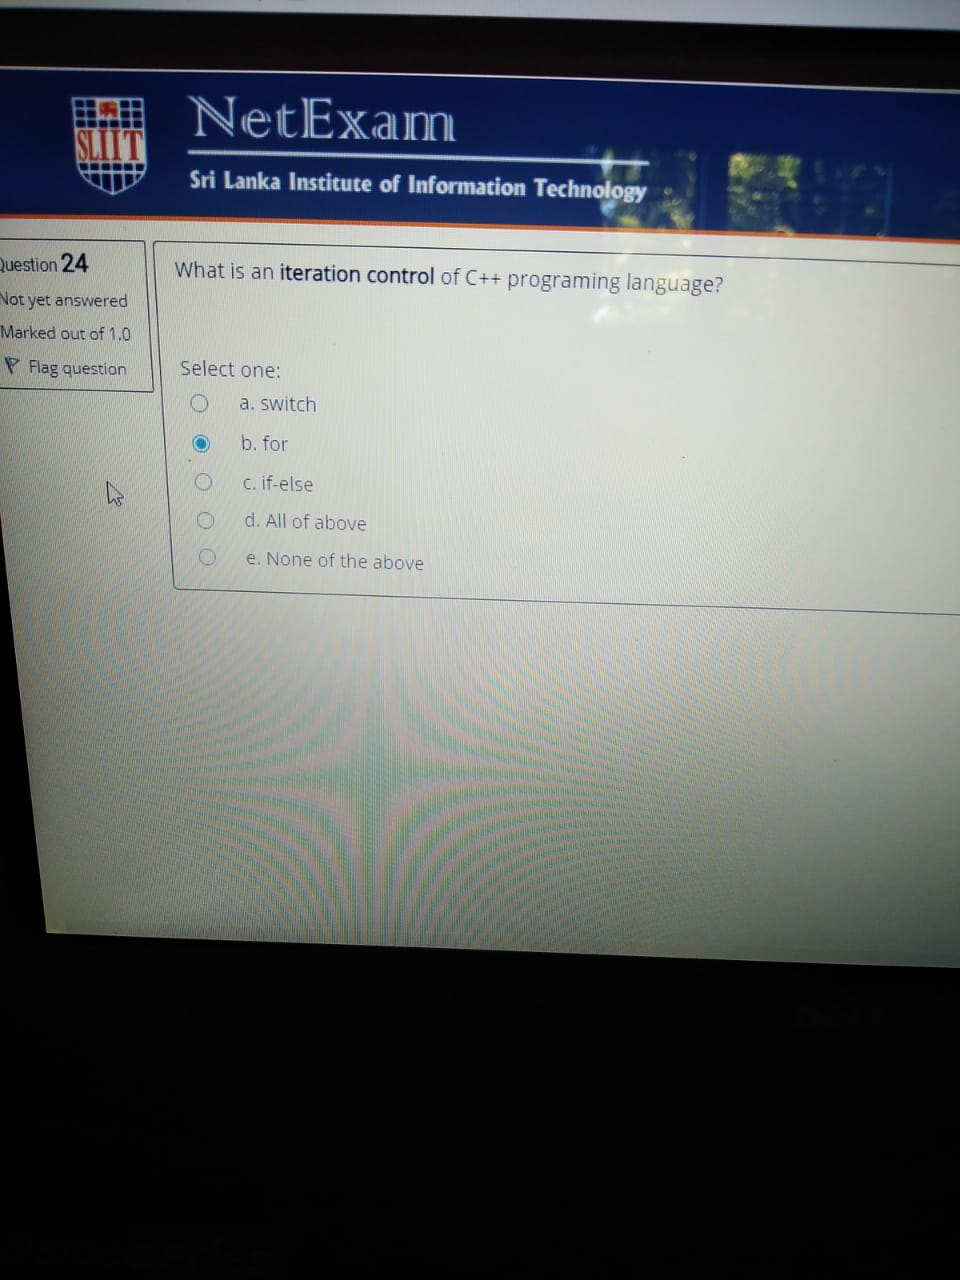 SLIIT
NetExam
Sri Lanka Institute of Information Technology
Question 24
Not yet answered
Marked out of 1.0
Flag question
What is an iteration control of C++ programing language?
Select one:
a. switch
b. for
c. if-else
d. All of above
e. None of the above